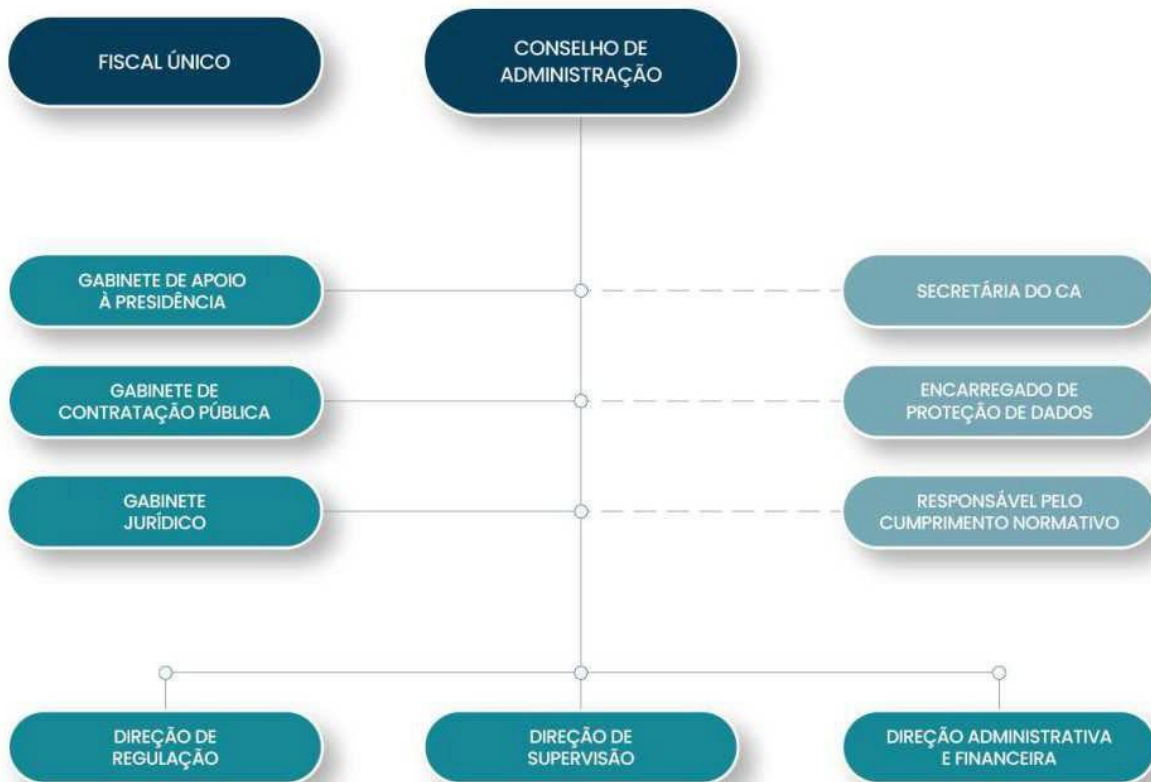 FISCAL ÚNICO
CONSELHO DE
ADMINISTRAÇÃO
GABINETE DE APOIO
À PRESIDÊNCIA
SECRETÁRIA DO CA
GABINETE DE
CONTRATAÇÃO PÚBLICA
ENCARREGADO DE
PROTEÇÃO DE DADOS
GABINETE
JURÍDICO
RESPONSÁVEL PELO
CUMPRIMENTO NORMATIVO
DIREÇÃO DE
REGULAÇÃO
DIREÇÃO DE
SUPERVISÃO
DIREÇÃO ADMINISTRATIVA
E FINANCEIRA